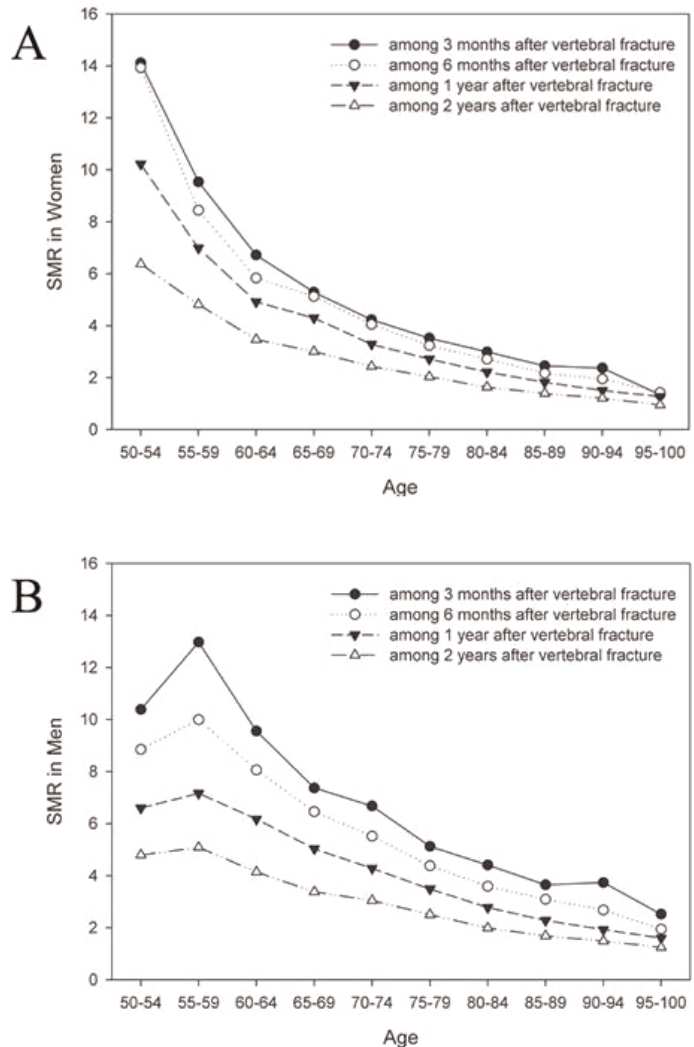 A
16
14
12
10
8
6
4
2
0
SMR in Women
among 3 months after vertebral fracture
among 6 months after vertebral fracture
among 1 year after vertebral fracture
among 2 years after vertebral fracture
50-54 55-59 60-64 65-69 70-74 75-79 80-84 85-89 90-94 95-100
Age
B
16
14
12
10
8
6
4
2
0
SMR in Men
among 3 months after vertebral fracture
among 6 months after vertebral fracture
among 1 year after vertebral fracture
among 2 years after vertebral fracture
50-54 55-59 60-64 65-69 70-74 75-79 80-84 85-89 90-94 95-100
Age